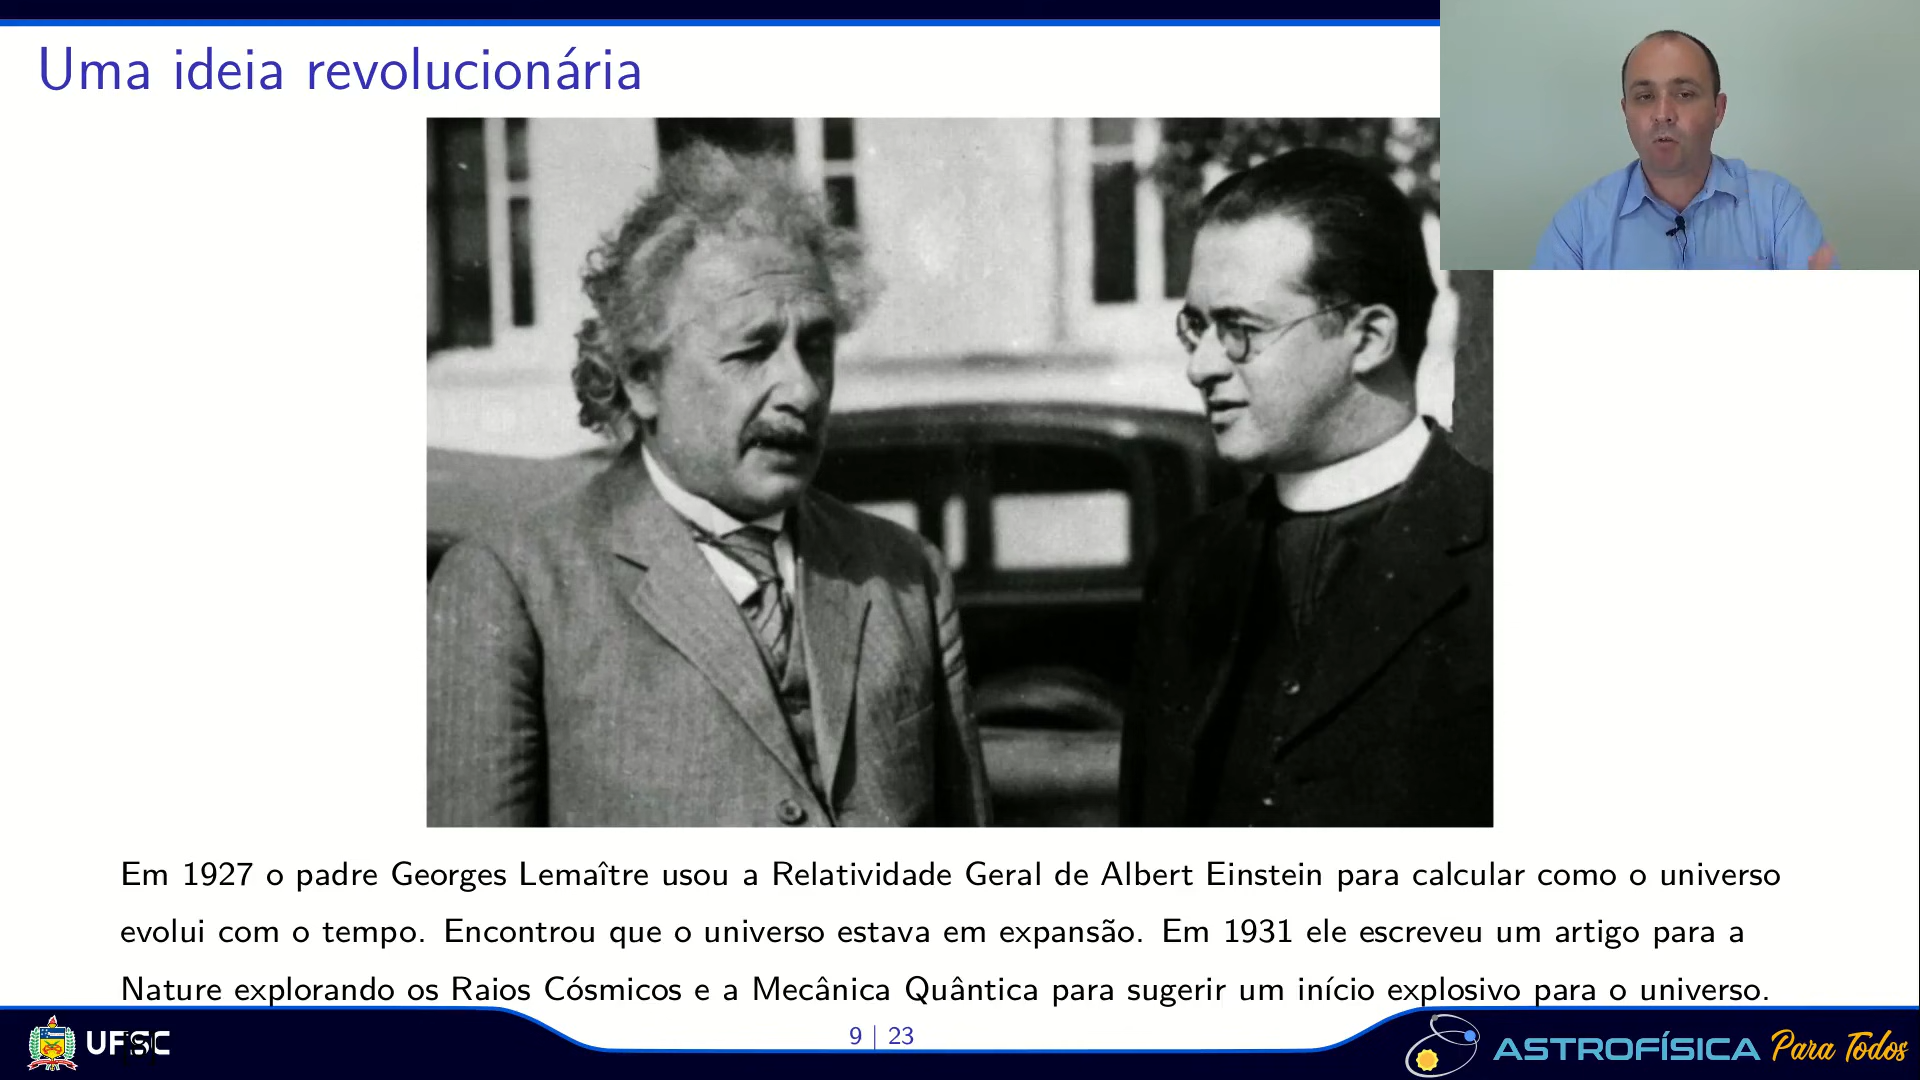 Uma ideia revolucionária
Em 1927 o padre Georges Lemaître usou a Relatividade Geral de Albert Einstein para calcular como o universo
evolui com o tempo. Encontrou que o universo estava em expansão. Em 1931 ele escreveu um artigo para a
Nature explorando os Raios Cósmicos e a Mecânica Quântica para sugerir um início explosivo para o universo.
UFSC
9 | 23
ASTROFÍSICA Para Todos